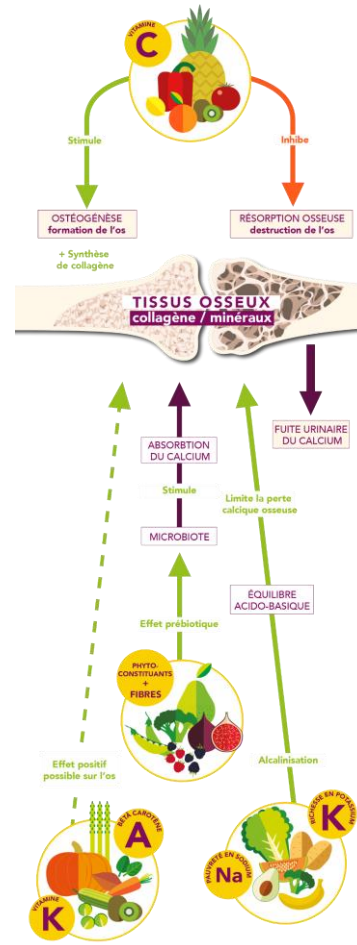 VITAMINE
C
Stimule
Inhibe
OSTÉOGÉNÈSE
formation de l'os
RÉSORPTION OSSEUSE
destruction de l'os
+ Synthèse
de collagène
TISSUS OSSEUX
collagène / minéraux
FUITE URINAIRE
DU CALCIUM
ABSORBTION
DU CALCIUM
Stimule
Limite la perte
calcique osseuse
MICROBIOTE
ÉQUILIBRE
ACIDO-BASIQUE
Effet prébiotique
PHYTO-
CONSTITUANTS
+
FIBRES
Effet positif
possible sur l'os
Alcalinisation
BÉTA CAROTÈNE
A
VITAMINE
K
RICHESSE EN POTASSIUM
K
PAUVRETÉ EN SODIUM
Na